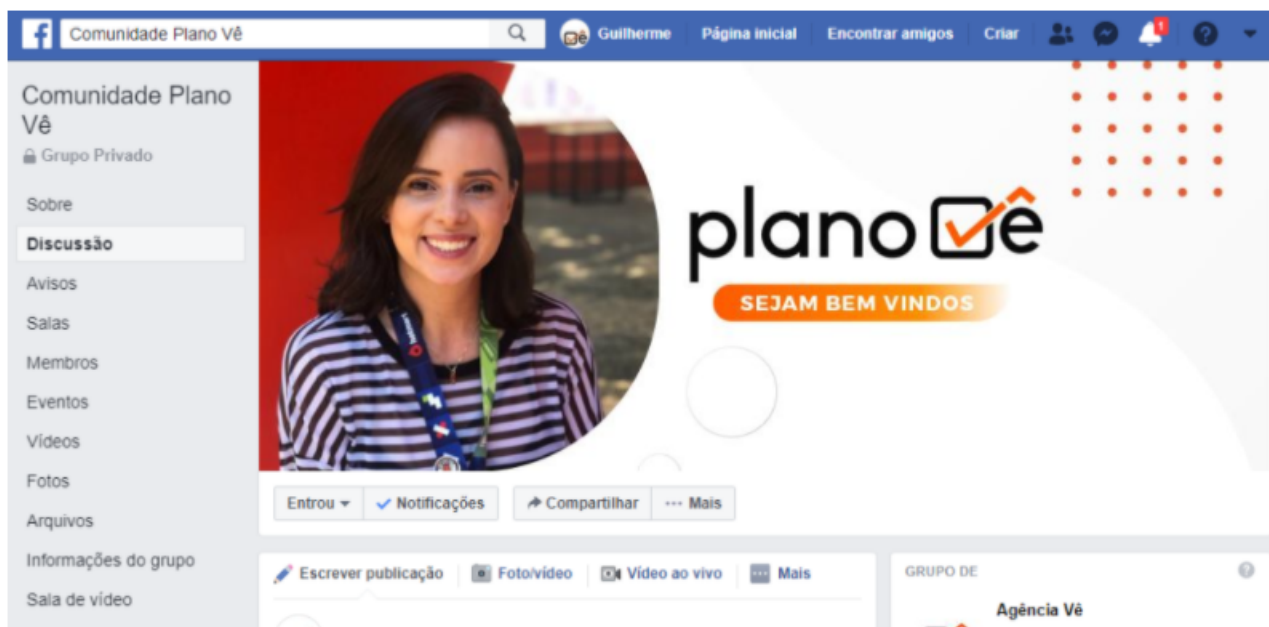 Comunidade Plano Vê
Guilherme
Página inicial
Encontrar amigos
Criar
1
Comunidade Plano
Vê
Grupo Privado
Sobre
Discussão
Avisos
Salas
Membros
Eventos
Vídeos
Fotos
Arquivos
Informações do grupo
Sala de vídeo
plano vê
SEJAM BEM VINDOS
Entrou
Notificações
Compartilhar
Mais
Escrever publicação
Foto/vídeo
Vídeo ao vivo
Mais
GRUPO DE
Agência Vê